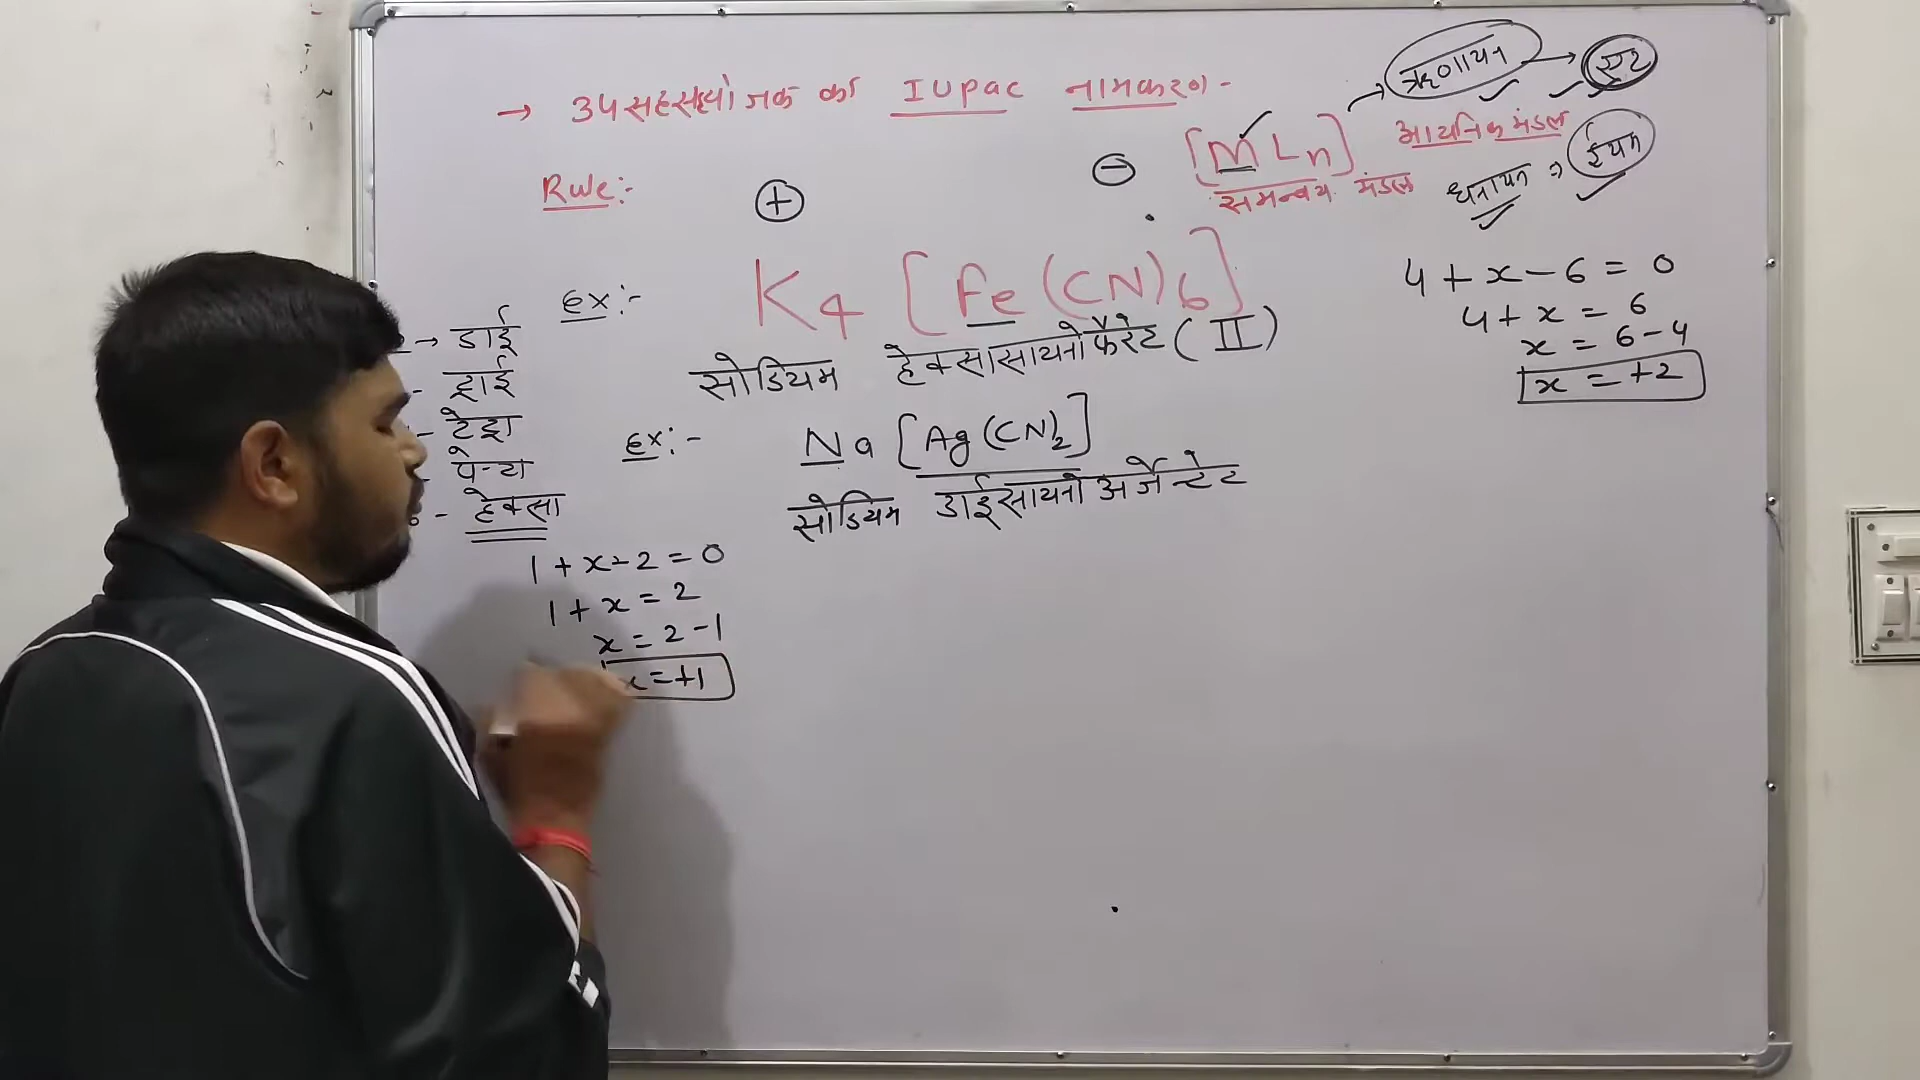 → उपसहसंयोजक का IUPAC नामकरण -
[MLn] → ऋणायन → एट
आयनिक मंडल
समन्वय मंडल
धनायन ⇒ ईयम
Rule:-
+ -
Ex:- K4 [Fe(CN)6]
सोडियम हेक्सासायनोफैरेट (II)
4 + x - 6 = 0
4 + x = 6
x = 6 - 4
x = +2
→ डाई
- ट्राई
- टेट्रा
- पेन्टा
- हेक्सा
Ex:- Na [Ag(CN)2]
सोडियम डाईसायनो अर्जेन्टेट
1 + x - 2 = 0
1 + x = 2
x = 2 - 1
x = +1